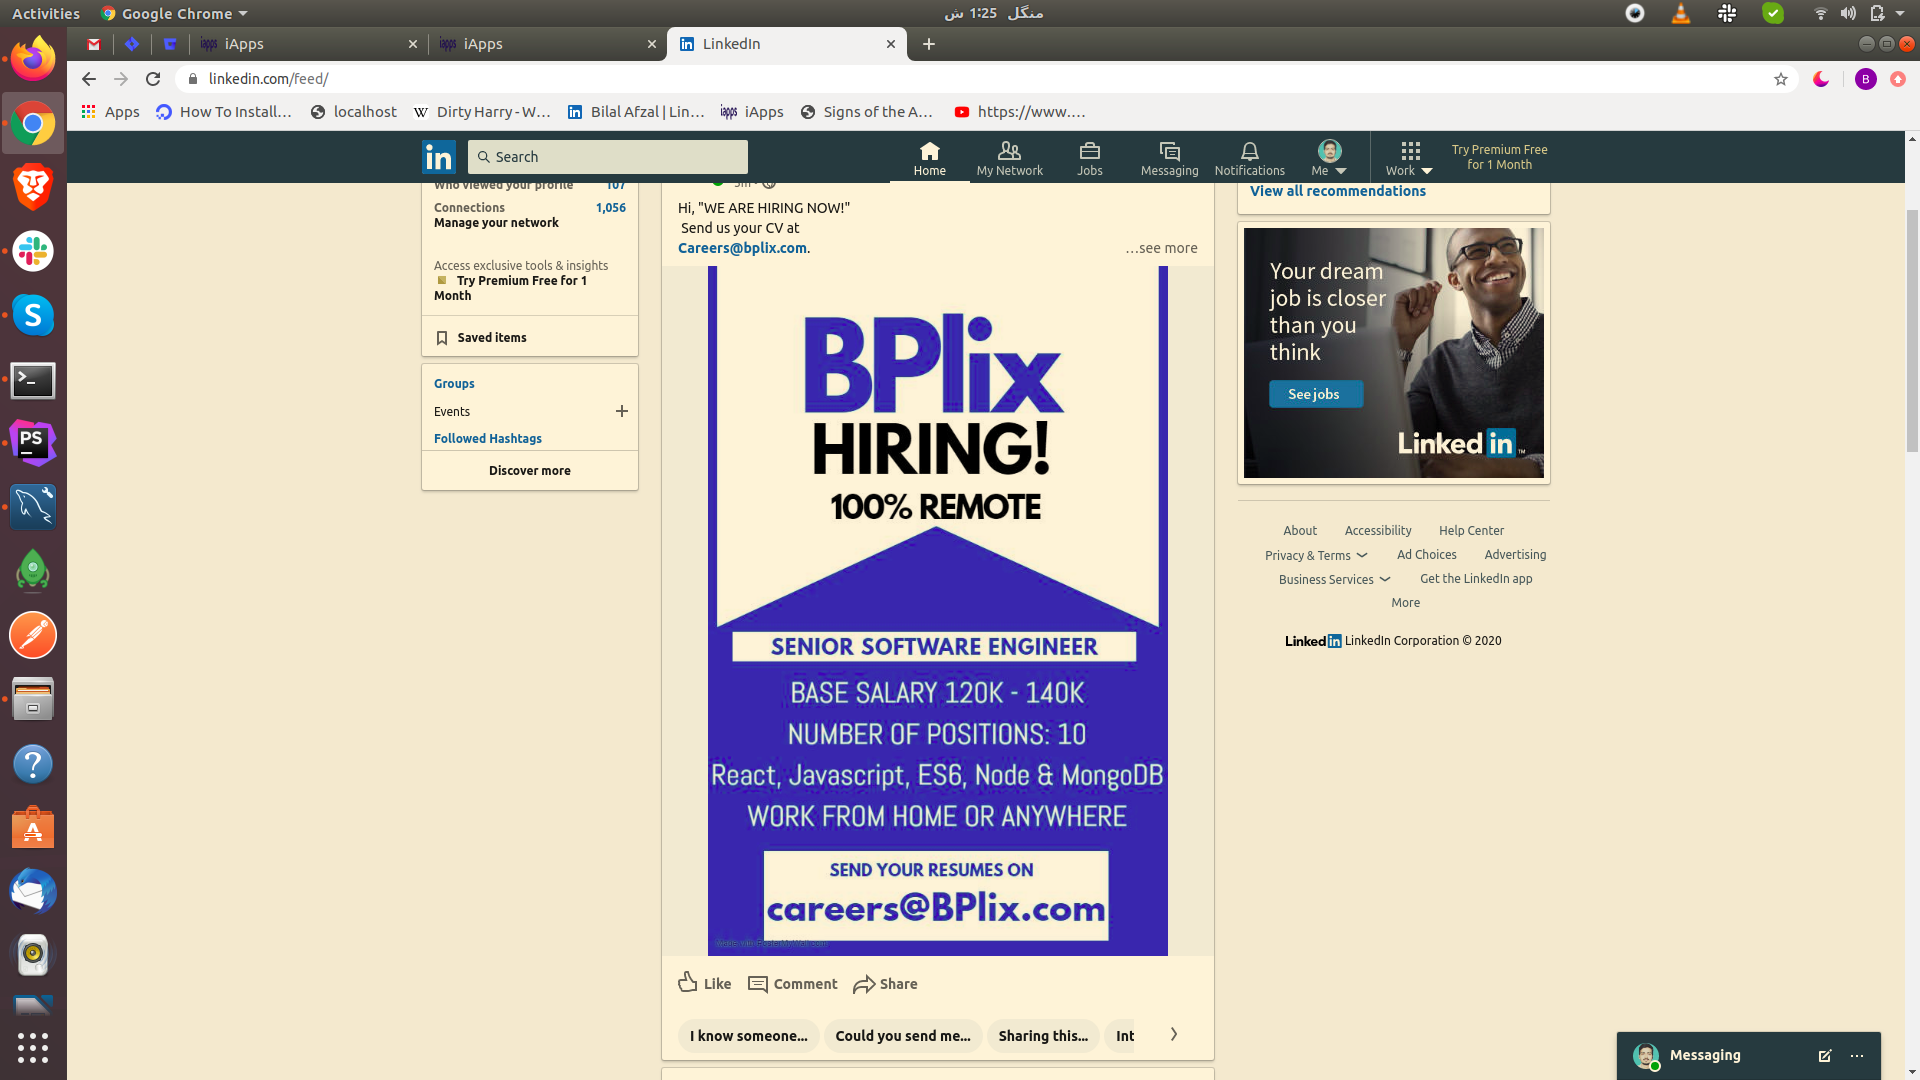 Activities
Google Chrome
منگل 1:25 ش
iApps
iApps
LinkedIn
linkedin.com/feed/
B
Apps
How To Install...
localhost
Dirty Harry - W...
Bilal Afzal | Lin...
iApps
Signs of the A...
https://www....
in
Search
Home
My Network
Jobs
Messaging
Notifications
Me
Work
Try Premium Free
for 1 Month
Who viewed your profile 107
Connections 1,056
Manage your network
Access exclusive tools & insights
Try Premium Free for 1
Month
Saved items
Groups
Events
Followed Hashtags
Discover more
Hi, "WE ARE HIRING NOW!"
Send us your CV at
Careers@bplix.com.
...see more
BPlix
HIRING!
100% REMOTE
SENIOR SOFTWARE ENGINEER
BASE SALARY 120K - 140K
NUMBER OF POSITIONS: 10
React, Javascript, ES6, Node & MongoDB
WORK FROM HOME OR ANYWHERE
SEND YOUR RESUMES ON
careers@BPlix.com
Like
Comment
Share
I know someone...
Could you send me...
Sharing this...
Int
View all recommendations
Your dream
job is closer
than you
think
See jobs
Linked in
About
Accessibility
Help Center
Privacy & Terms
Ad Choices
Advertising
Business Services
Get the LinkedIn app
More
Linked in LinkedIn Corporation © 2020
Messaging